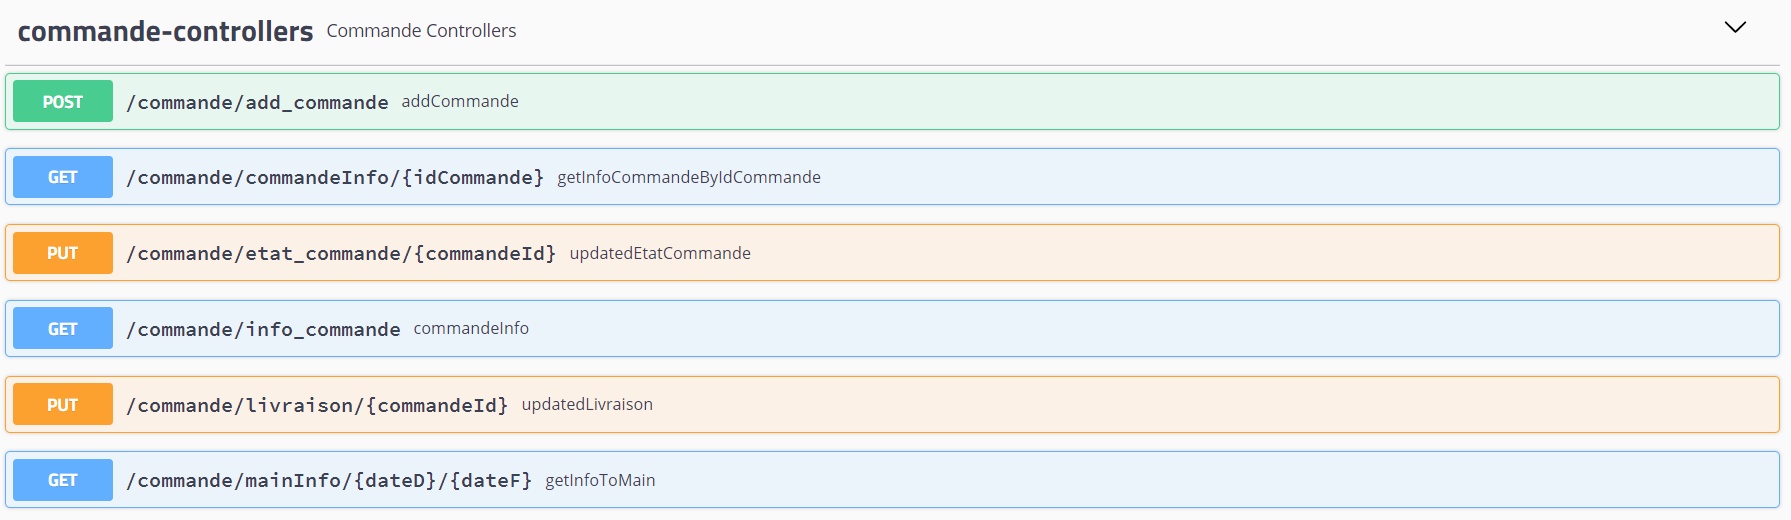 commande-controllers Commande Controllers
POST /commande/add_commande addCommande
GET /commande/commandeInfo/{idCommande} getInfoCommandeByIdCommande
PUT /commande/etat_commande/{commandeId} updatedEtatCommande
GET /commande/info_commande commandeInfo
PUT /commande/livraison/{commandeId} updatedLivraison
GET /commande/mainInfo/{dateD}/{dateF} getInfoToMain